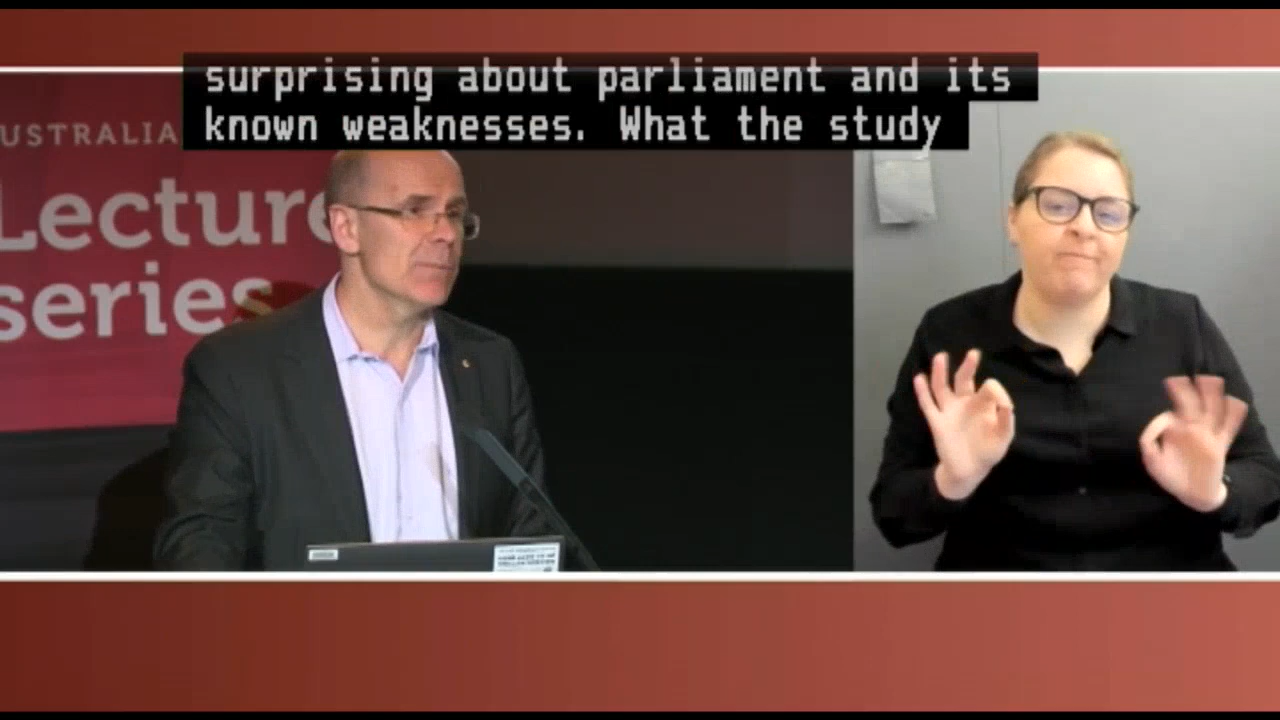 surprising about parliament and its
known weaknesses. What the study
USTRALIA
Lecture
series